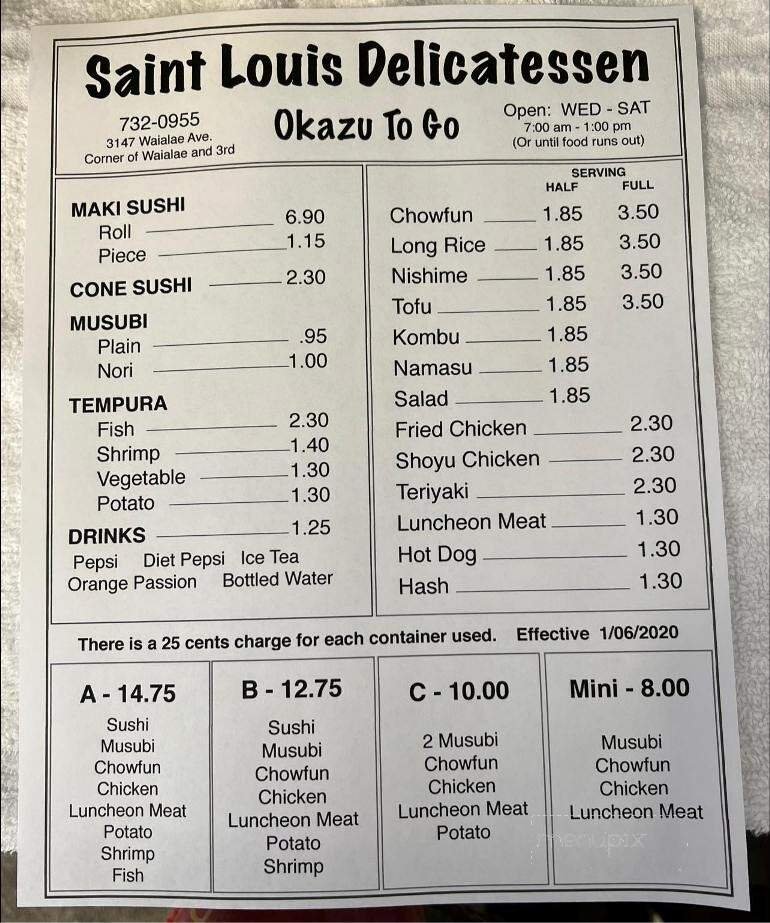 Saint Louis Delicatessen
732-0955
3147 Waialae Ave.
Corner of Waialae and 3rd
Okazu To Go
Open: WED - SAT
7:00 am - 1:00 pm
(Or until food runs out)
MAKI SUSHI
Roll 6.90
Piece 1.15
CONE SUSHI 2.30
MUSUBI
Plain .95
Nori 1.00
TEMPURA
Fish 2.30
Shrimp 1.40
Vegetable 1.30
Potato 1.30
DRINKS 1.25
Pepsi Diet Pepsi Ice Tea
Orange Passion Bottled Water
SERVING
HALF FULL
Chowfun 1.85 3.50
Long Rice 1.85 3.50
Nishime 1.85 3.50
Tofu 1.85 3.50
Kombu 1.85
Namasu 1.85
Salad 1.85
Fried Chicken 2.30
Shoyu Chicken 2.30
Teriyaki 2.30
Luncheon Meat 1.30
Hot Dog 1.30
Hash 1.30
There is a 25 cents charge for each container used. Effective 1/06/2020
A - 14.75
Sushi
Musubi
Chowfun
Chicken
Luncheon Meat
Potato
Shrimp
Fish
B - 12.75
Sushi
Musubi
Chowfun
Chicken
Luncheon Meat
Potato
Shrimp
C - 10.00
2 Musubi
Chowfun
Chicken
Luncheon Meat
Potato
Mini - 8.00
Musubi
Chowfun
Chicken
Luncheon Meat
menupix